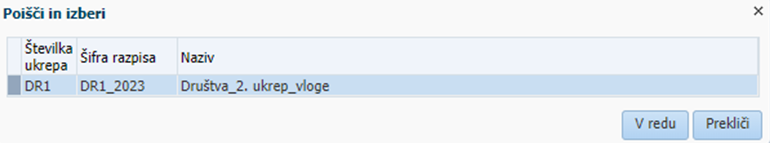 Poišči in izberi
Številka ukrepa Šifra razpisa Naziv
DR1 DR1_2023 Društva_2. ukrep_vloge
V redu Prekliči